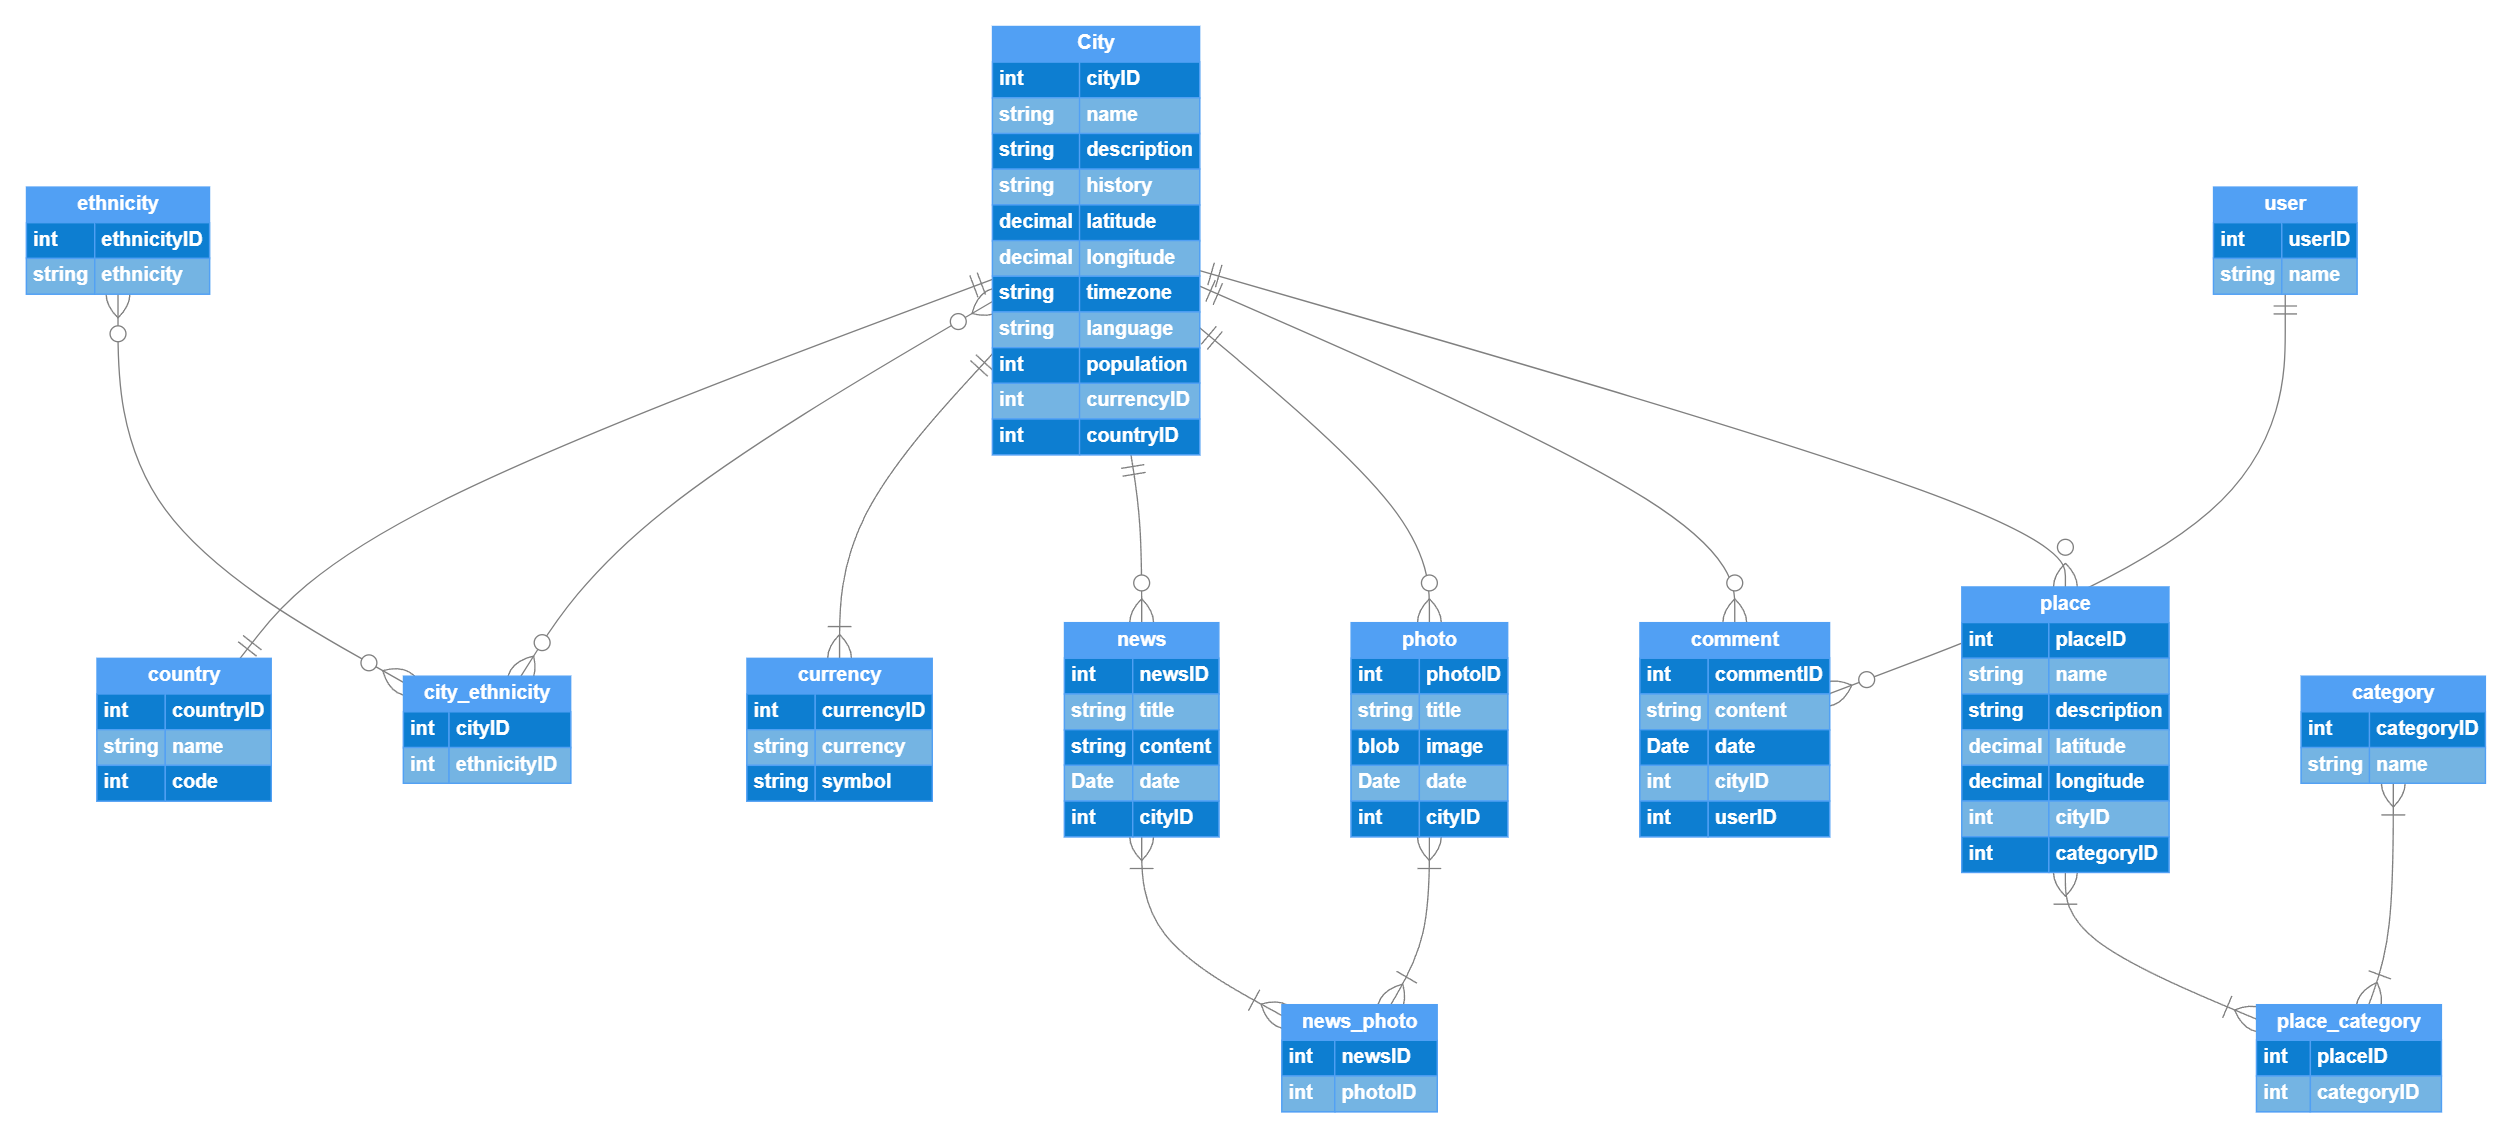 City
int cityID
string name
string description
string history
decimal latitude
decimal longitude
string timezone
string language
int population
int currencyID
int countryID
ethnicity
int ethnicityID
string ethnicity
user
int userID
string name
country
int countryID
string name
int code
city_ethnicity
int cityID
int ethnicityID
currency
int currencyID
string currency
string symbol
news
int newsID
string title
string content
Date date
int cityID
photo
int photoID
string title
blob image
Date date
int cityID
comment
int commentID
string content
Date date
int cityID
int userID
place
int placeID
string name
string description
decimal latitude
decimal longitude
int cityID
int categoryID
category
int categoryID
string name
news_photo
int newsID
int photoID
place_category
int placeID
int categoryID